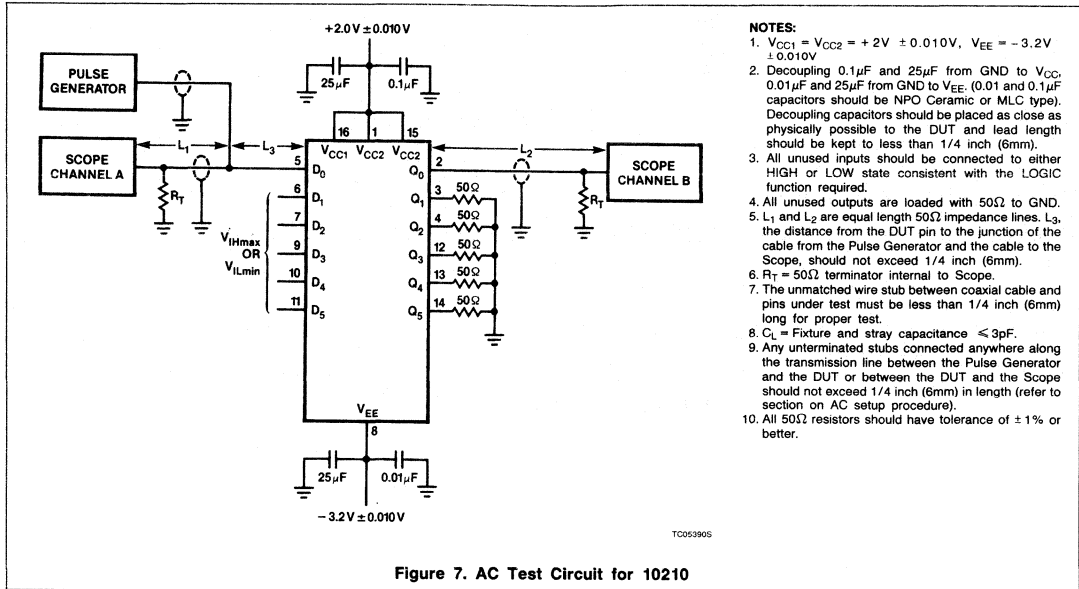 +2.0V±0.010V
PULSE
GENERATOR
25μF
0.1μF
L1
L3
16
1
15
L2
SCOPE
CHANNEL A
VCC1 VCC2 VCC2
SCOPE
CHANNEL B
5
D0
Q0
2
RT
RT
6
D1
Q1
3
50Ω
7
D2
Q2
4
50Ω
VIHmax
OR
VILmin
9
D3
Q3
12
50Ω
10
D4
Q4
13
50Ω
11
D5
Q5
14
50Ω
VEE
8
25μF
0.01μF
−3.2V±0.010V
TC05390S
NOTES:
1. VCC1 = VCC2 = +2V ±0.010V, VEE = −3.2V
±0.010V
2. Decoupling 0.1μF and 25μF from GND to VCC,
0.01μF and 25μF from GND to VEE. (0.01 and 0.1μF
capacitors should be NPO Ceramic or MLC type).
Decoupling capacitors should be placed as close as
physically possible to the DUT and lead length
should be kept to less than 1/4 inch (6mm).
3. All unused inputs should be connected to either
HIGH or LOW state consistent with the LOGIC
function required.
4. All unused outputs are loaded with 50Ω to GND.
5. L1 and L2 are equal length 50Ω impedance lines. L3,
the distance from the DUT pin to the junction of the
cable from the Pulse Generator and the cable to the
Scope, should not exceed 1/4 inch (6mm).
6. RT = 50Ω terminator internal to Scope.
7. The unmatched wire stub between coaxial cable and
pins under test must be less than 1/4 inch (6mm)
long for proper test.
8. CL = Fixture and stray capacitance ⩽ 3pF.
9. Any unterminated stubs connected anywhere along
the transmission line between the Pulse Generator
and the DUT or between the DUT and the Scope
should not exceed 1/4 inch (6mm) in length (refer to
section on AC setup procedure).
10. All 50Ω resistors should have tolerance of ±1% or
better.
Figure 7. AC Test Circuit for 10210